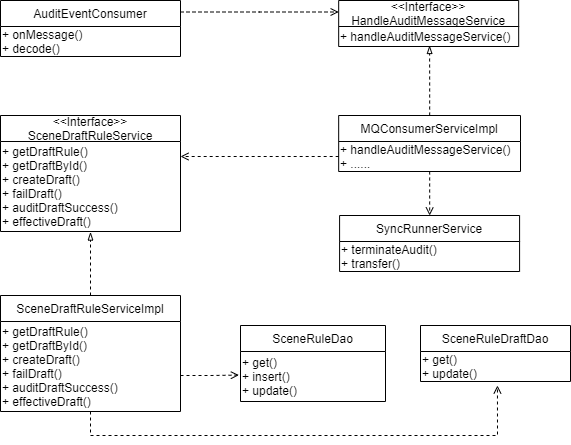 AuditEventConsumer
+ onMessage()
+ decode()
<<Interface>>
HandleAuditMessageService
+ handleAuditMessageService()
<<Interface>>
SceneDraftRuleService
+ getDraftRule()
+ getDraftById()
+ createDraft()
+ failDraft()
+ auditDraftSuccess()
+ effectiveDraft()
MQConsumerServiceImpl
+ handleAuditMessageService()
+ ......
SyncRunnerService
+ terminateAudit()
+ transfer()
SceneDraftRuleServiceImpl
+ getDraftRule()
+ getDraftById()
+ createDraft()
+ failDraft()
+ auditDraftSuccess()
+ effectiveDraft()
SceneRuleDao
+ get()
+ insert()
+ update()
SceneRuleDraftDao
+ get()
+ update()